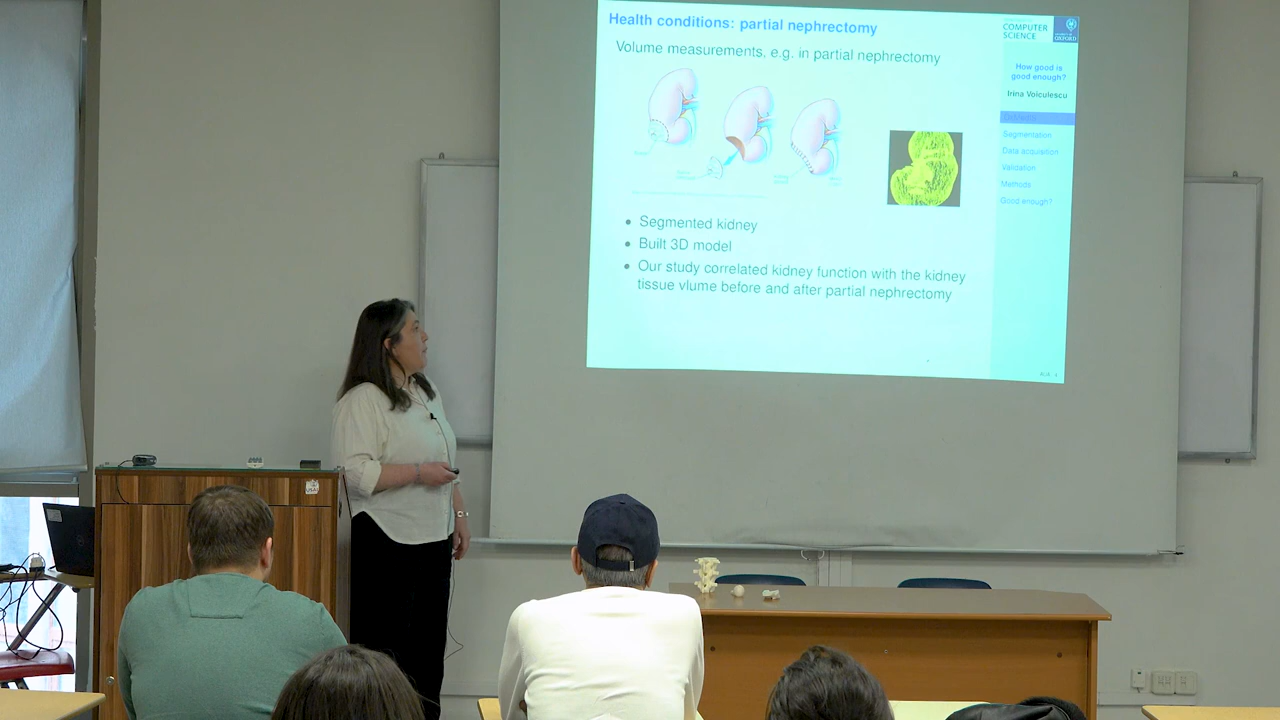 Health conditions: partial nephrectomy
Volume measurements, e.g. in partial nephrectomy
• Segmented kidney
• Built 3D model
• Our study correlated kidney function with the kidney
tissue vlume before and after partial nephrectomy
COMPUTER
SCIENCE
OXFORD
How good is
good enough?
Irina Voiculescu
Segmentation
Data acquisition
Validation
Methods
Good enough?